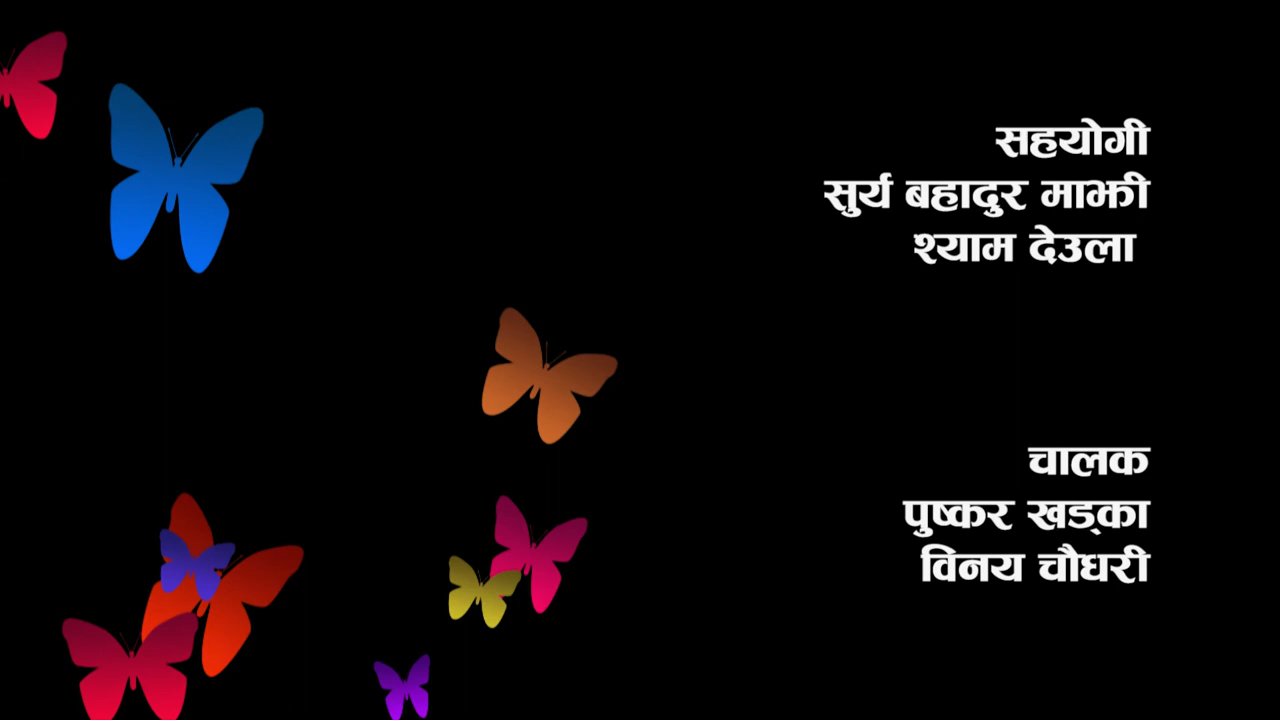 सहयोगी
सुर्य बहादुर माझी
श्याम देउला
चालक
पुष्कर खड्का
विनय चौधरी